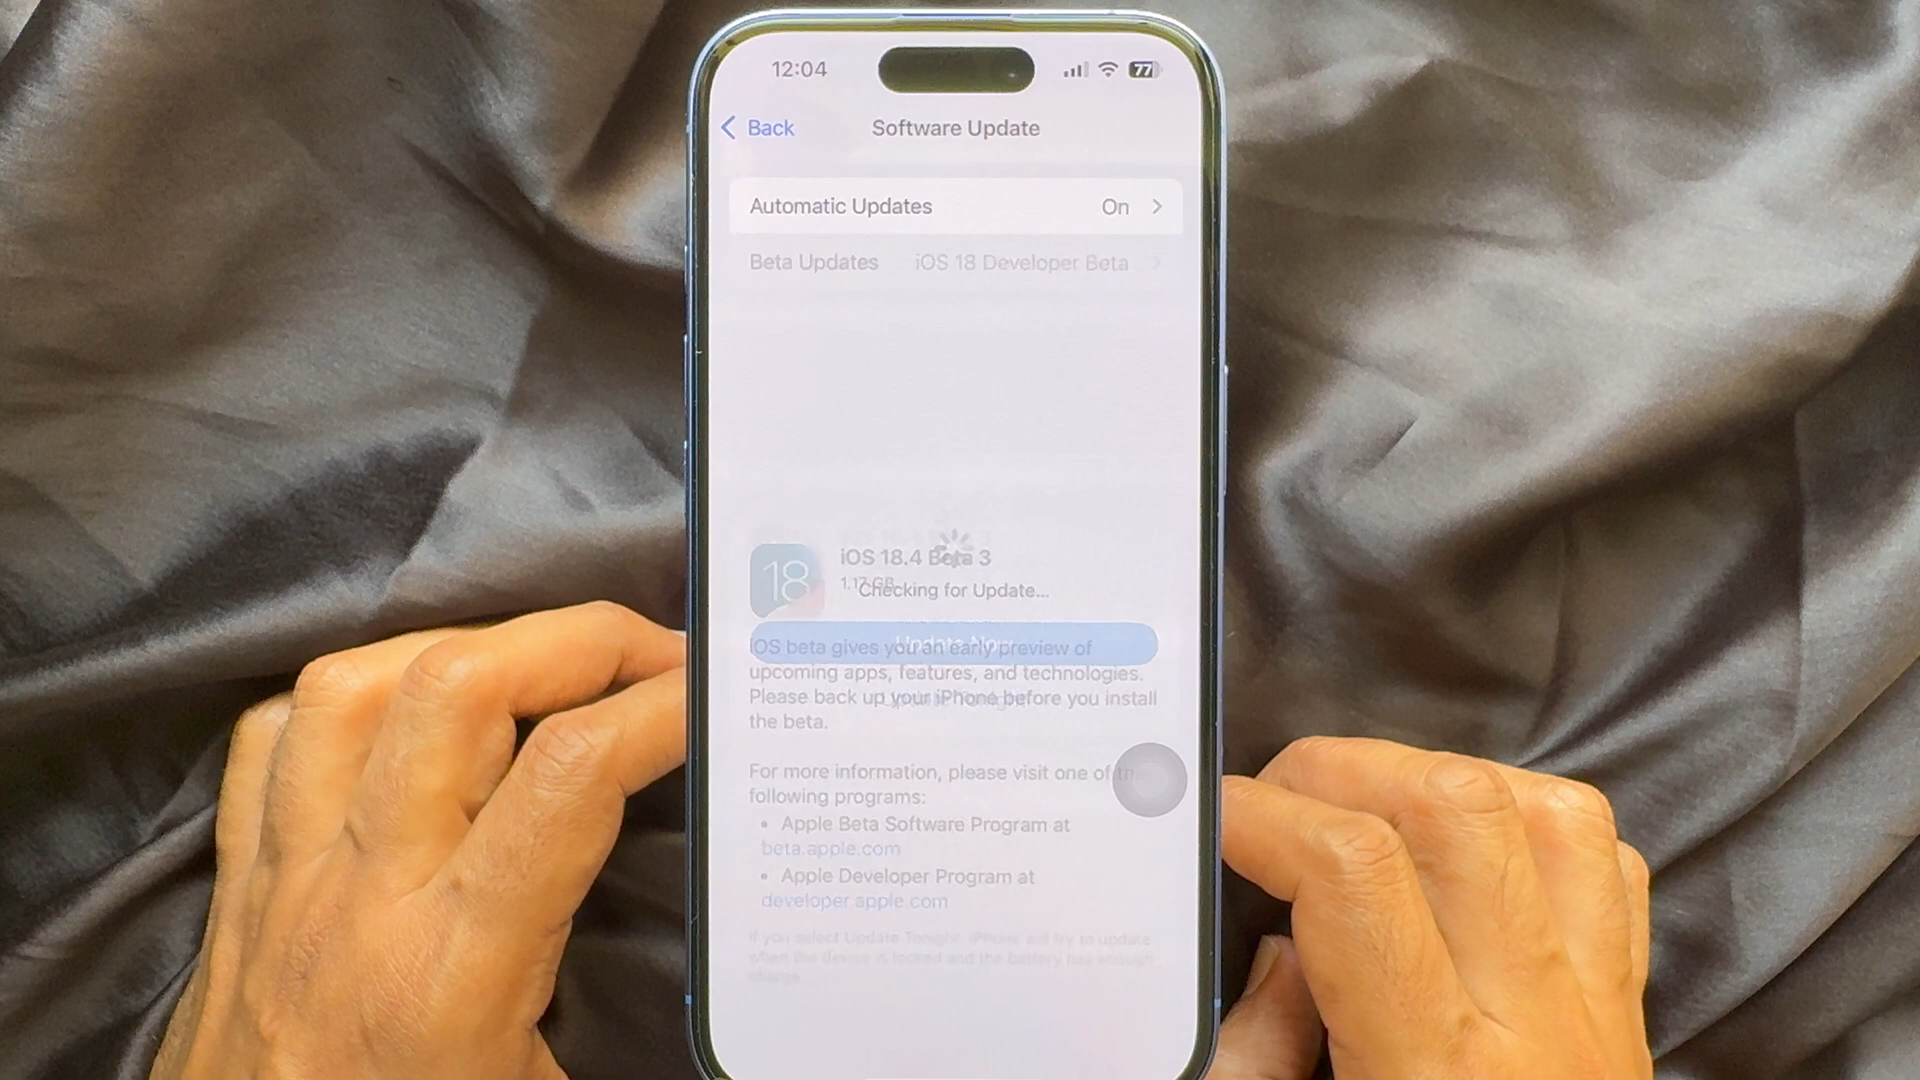 12:04
77
Back
Software Update
Automatic Updates On
Beta Updates iOS 18 Developer Beta
18
iOS 18.4 Beta 3
1.17 GB
Checking for Update...
Update Now
iOS beta gives you an early preview of
upcoming apps, features, and technologies.
Please back up your iPhone before you install
the beta.
Update Tonight
For more information, please visit one of the
following programs:
• Apple Beta Software Program at
beta.apple.com
• Apple Developer Program at
developer.apple.com
If you select Update Tonight, iPhone will try to update
when the device is locked and the battery has enough
charge.